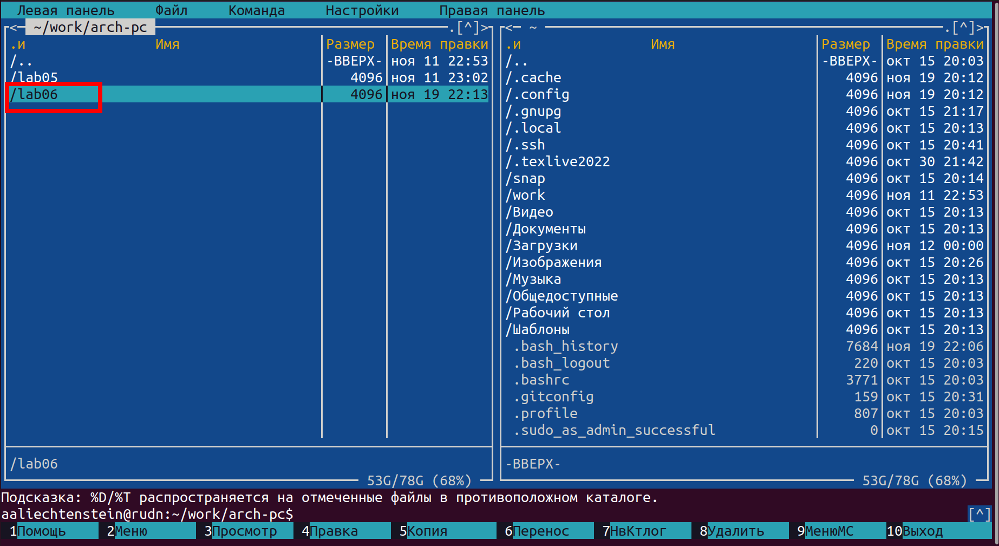 Левая панель Файл Команда Настройки Правая панель
<- ~/work/arch-pc .[^]>
.и Имя Размер Время правки
/.. -ВВЕРХ- ноя 11 22:53
/lab05 4096 ноя 11 23:02
/lab06 4096 ноя 19 22:13
/lab06
53G/78G (68%)
<- ~ .[^]>
.и Имя Размер Время правки
/.. -ВВЕРХ- окт 15 20:03
/.cache 4096 ноя 19 20:12
/.config 4096 ноя 19 20:12
/.gnupg 4096 окт 15 21:17
/.local 4096 окт 15 20:13
/.ssh 4096 окт 15 20:41
/.texlive2022 4096 окт 30 21:42
/snap 4096 окт 15 20:14
/work 4096 ноя 11 22:53
/Видео 4096 окт 15 20:13
/Документы 4096 окт 15 20:13
/Загрузки 4096 ноя 12 00:00
/Изображения 4096 окт 15 20:26
/Музыка 4096 окт 15 20:13
/Общедоступные 4096 окт 15 20:13
/Рабочий стол 4096 окт 15 20:13
/Шаблоны 4096 окт 15 20:13
.bash_history 7684 ноя 19 22:06
.bash_logout 220 окт 15 20:03
.bashrc 3771 окт 15 20:03
.gitconfig 159 окт 15 20:31
.profile 807 окт 15 20:03
.sudo_as_admin_successful 0 окт 15 20:15
-ВВЕРХ-
53G/78G (68%)
Подсказка: %D/%T распространяется на отмеченные файлы в противоположном каталоге.
aaliechtenstein@rudn:~/work/arch-pc$ [^]
1Помощь 2Меню 3Просмотр 4Правка 5Копия 6Перенос 7НвКтлог 8Удалить 9МенюМС 10Выход